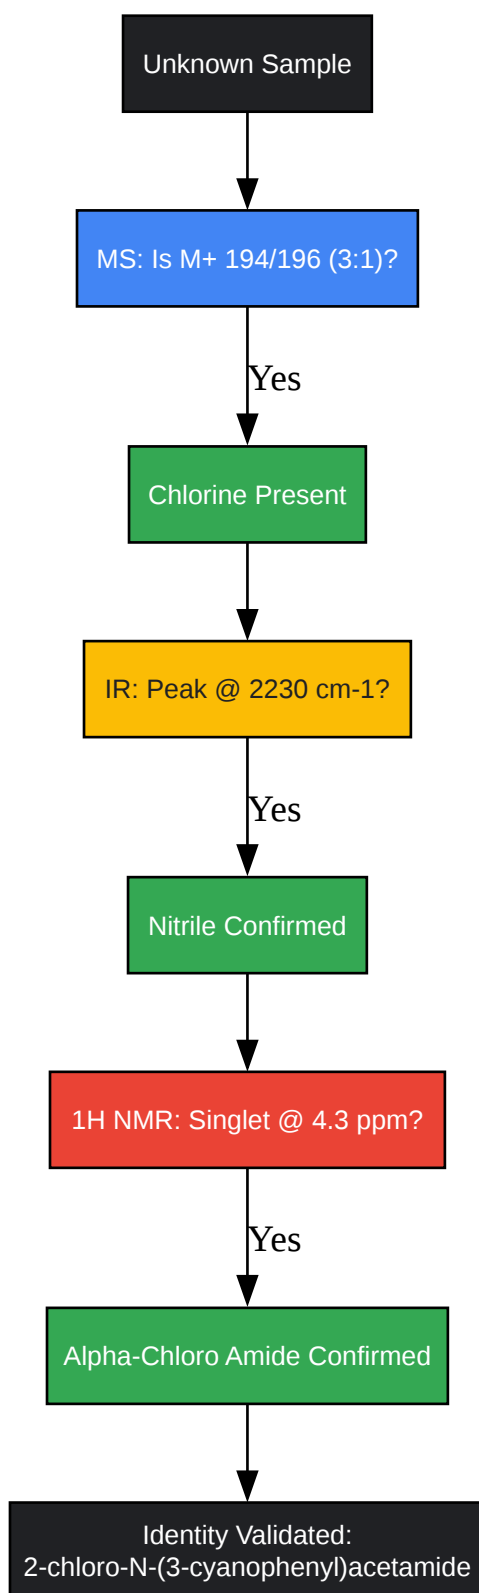 Unknown Sample
MS: Is M+ 194/196 (3:1)?
Yes
Chlorine Present
IR: Peak @ 2230 cm-1?
Yes
Nitrile Confirmed
1H NMR: Singlet @ 4.3 ppm?
Yes
Alpha-Chloro Amide Confirmed
Identity Validated:
2-chloro-N-(3-cyanophenyl)acetamide